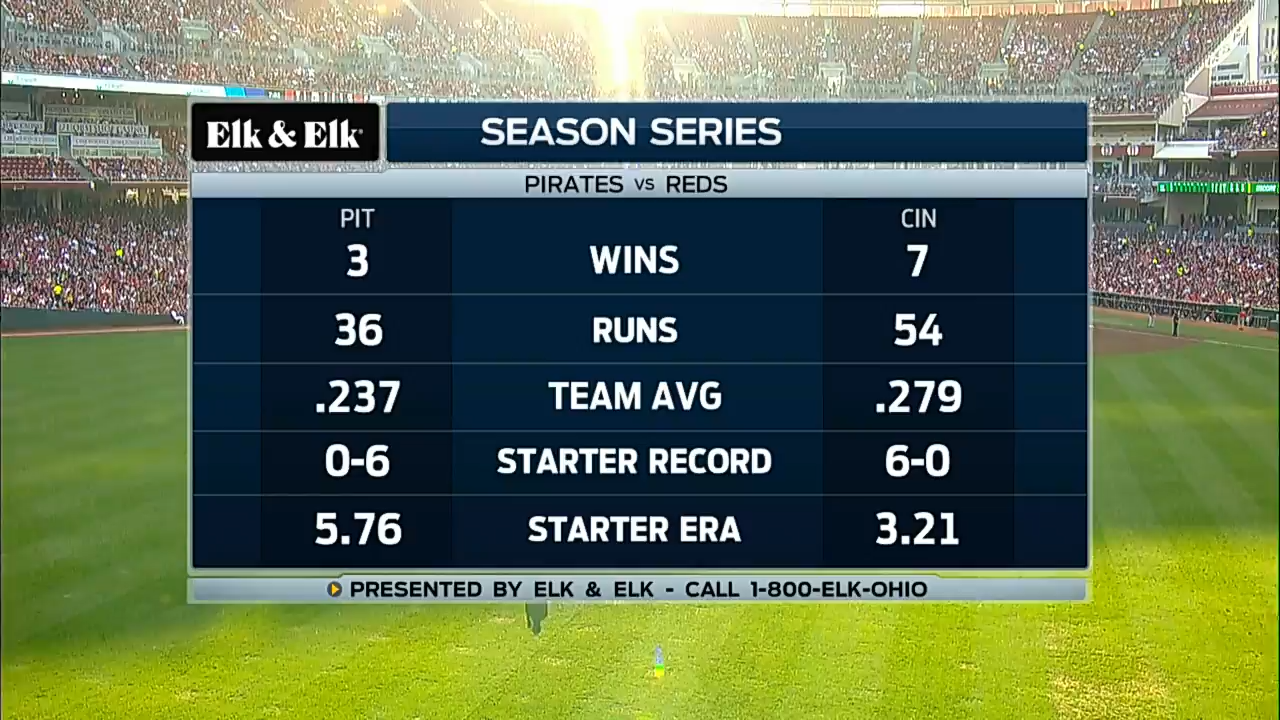 Elk & Elk
SEASON SERIES
PIRATES VS REDS
PIT CIN
3 WINS 7
36 RUNS 54
.237 TEAM AVG .279
0-6 STARTER RECORD 6-0
5.76 STARTER ERA 3.21
PRESENTED BY ELK & ELK - CALL 1-800-ELK-OHIO